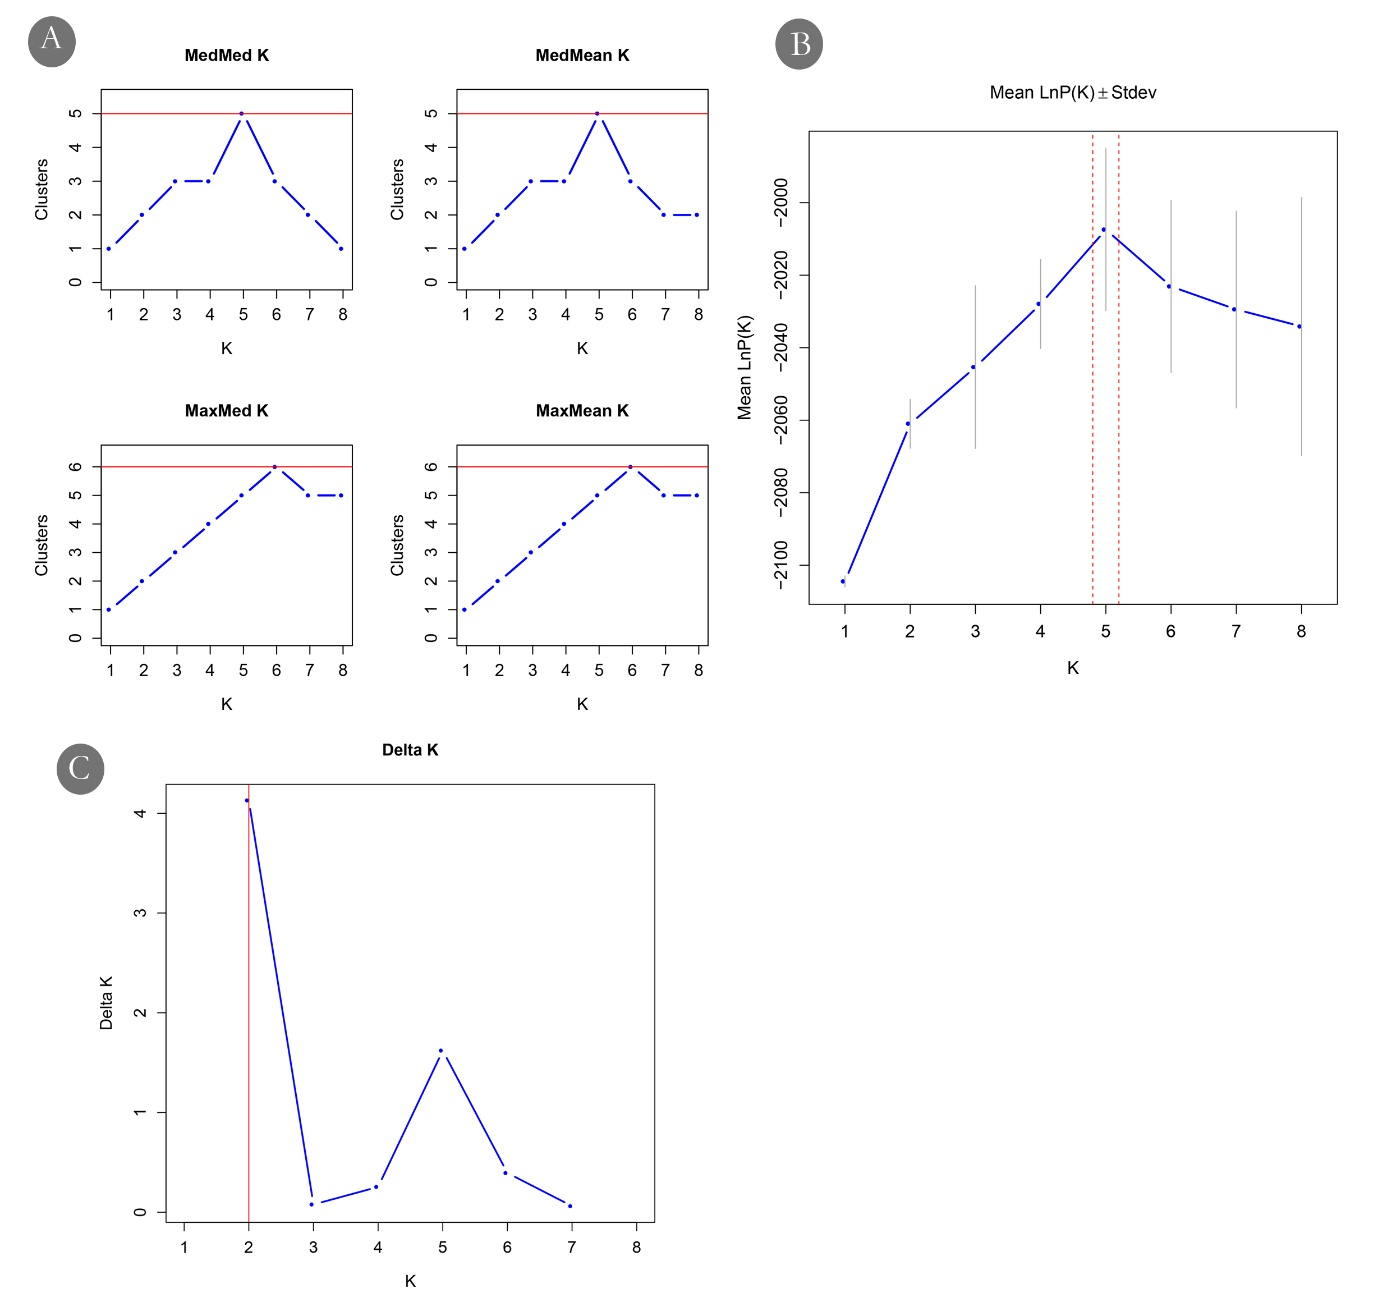 A
MedMed K
Clusters
0 1 2 3 4 5
1 2 3 4 5 6 7 8
K
MedMean K
Clusters
0 1 2 3 4 5
1 2 3 4 5 6 7 8
K
MaxMed K
Clusters
0 1 2 3 4 5 6
1 2 3 4 5 6 7 8
K
MaxMean K
Clusters
0 1 2 3 4 5 6
1 2 3 4 5 6 7 8
K
B
Mean LnP(K) ± Stdev
Mean LnP(K)
−2100 −2080 −2060 −2040 −2020 −2000
1 2 3 4 5 6 7 8
K
C
Delta K
Delta K
0 1 2 3 4
1 2 3 4 5 6 7 8
K